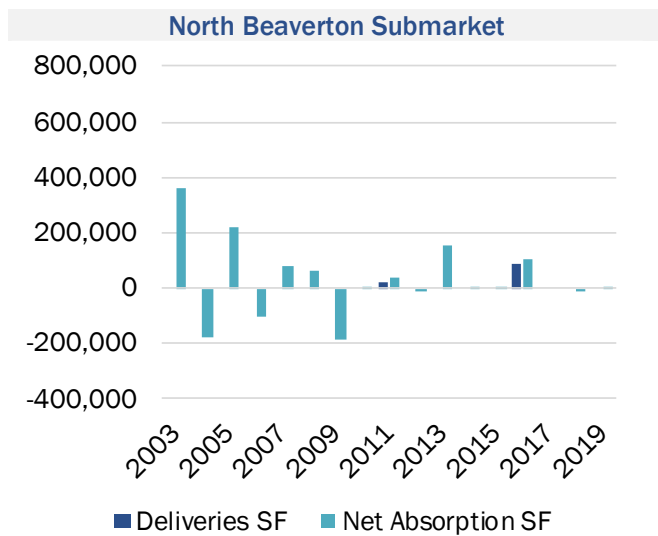 North Beaverton Submarket
800,000
600,000
400,000
200,000
0
-200,000
-400,000
2003 2005 2007 2009 2011 2013 2015 2017 2019
Deliveries SF Net Absorption SF